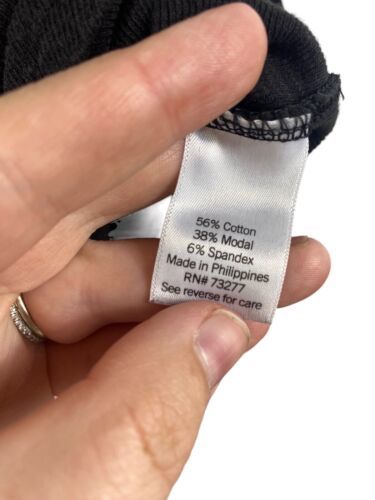 56% Cotton
38% Modal
6% Spandex
Made in Philippines
RN# 73277
See reverse for care